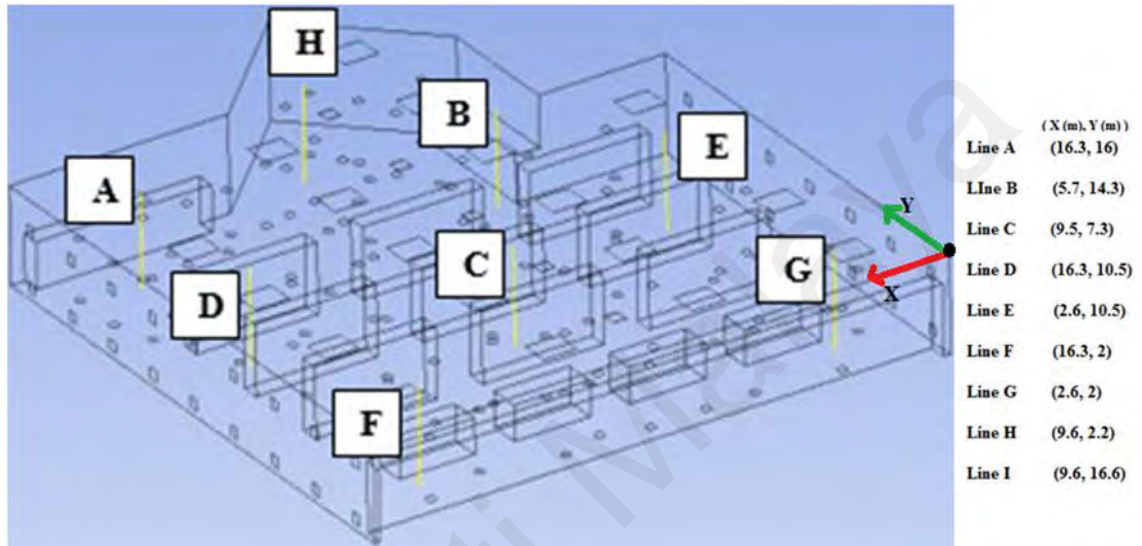 H
B
E
A
C
G
D
F
Y
X
( X (m), Y (m) )
Line A (16.3, 16)
LIne B (5.7, 14.3)
Line C (9.5, 7.3)
Line D (16.3, 10.5)
Line E (2.6, 10.5)
Line F (16.3, 2)
Line G (2.6, 2)
Line H (9.6, 2.2)
Line I (9.6, 16.6)